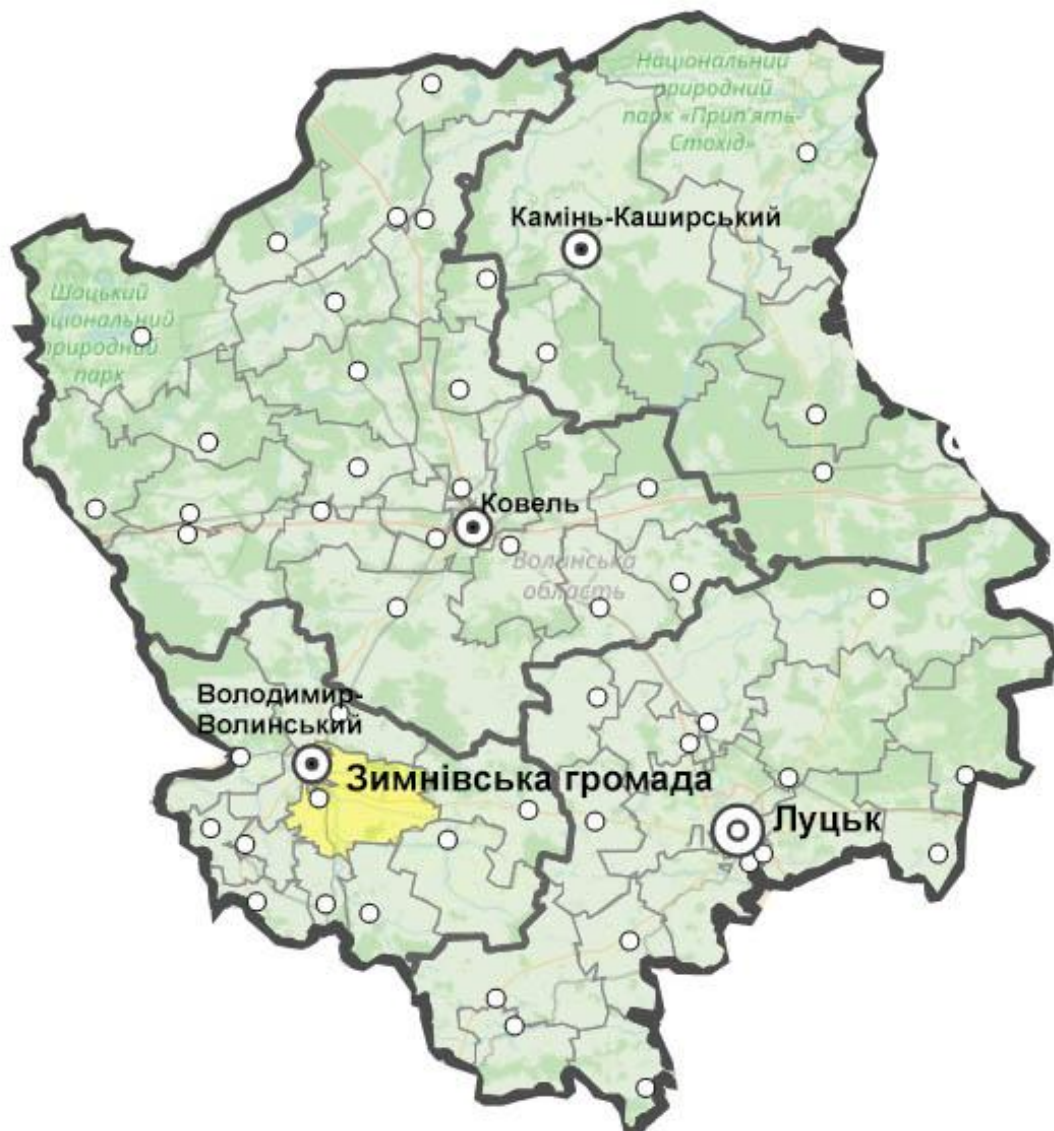 Національний
природний
парк «Прип'ять-
Стохід»
Камінь-Каширський
Шацький
ціональний
природний
парк
Ковель
Волинська
область
Володимир-
Волинський
Зимнівська громада
Луцьк